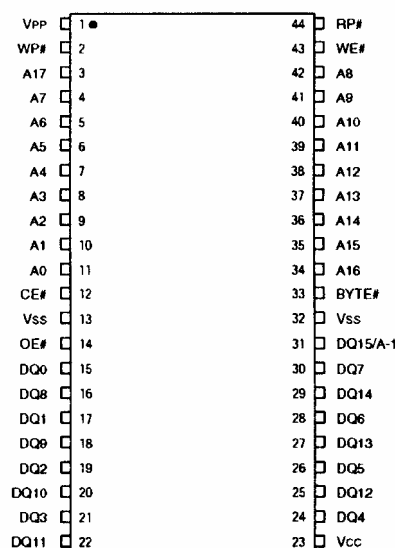 VPP 1 44 RP#
WP# 2 43 WE#
A17 3 42 A8
A7 4 41 A9
A6 5 40 A10
A5 6 39 A11
A4 7 38 A12
A3 8 37 A13
A2 9 36 A14
A1 10 35 A15
A0 11 34 A16
CE# 12 33 BYTE#
VSS 13 32 VSS
OE# 14 31 DQ15/A-1
DQ0 15 30 DQ7
DQ8 16 29 DQ14
DQ1 17 28 DQ6
DQ9 18 27 DQ13
DQ2 19 26 DQ5
DQ10 20 25 DQ12
DQ3 21 24 DQ4
DQ11 22 23 VCC